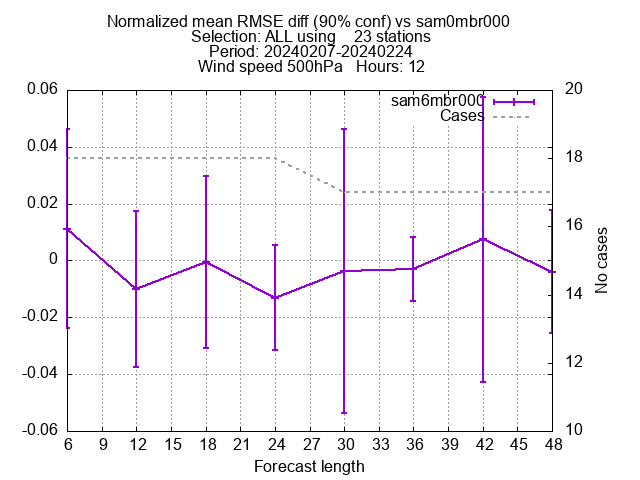 Normalized mean RMSE diff (90% conf) vs sam0mbr000
Selection: ALL using    23 stations
Period: 20240207-20240224
Wind speed 500hPa   Hours: 12
sam6mbr000
Cases
0.06
0.04
0.02
0
-0.02
-0.04
-0.06
20
18
16
14
12
10
No cases
6 9 12 15 18 21 24 27 30 33 36 39 42 45 48
Forecast length